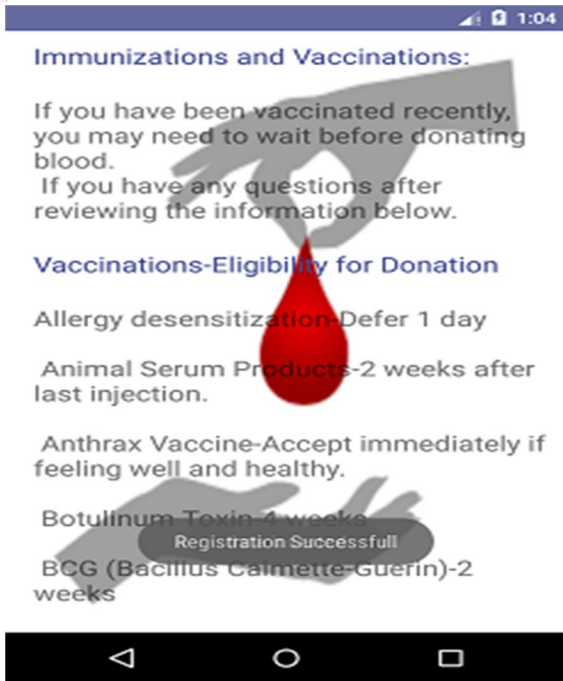 1:04
Immunizations and Vaccinations:
If you have been vaccinated recently,
you may need to wait before donating
blood.
If you have any questions after
reviewing the information below.
Vaccinations-Eligibility for Donation
Allergy desensitization-Defer 1 day
Animal Serum Products-2 weeks after
last injection.
Anthrax Vaccine-Accept immediately if
feeling well and healthy.
Botulinum Toxin-4 weeks
Registration Successfull
BCG (Bacillus Calmette-Guerin)-2
weeks